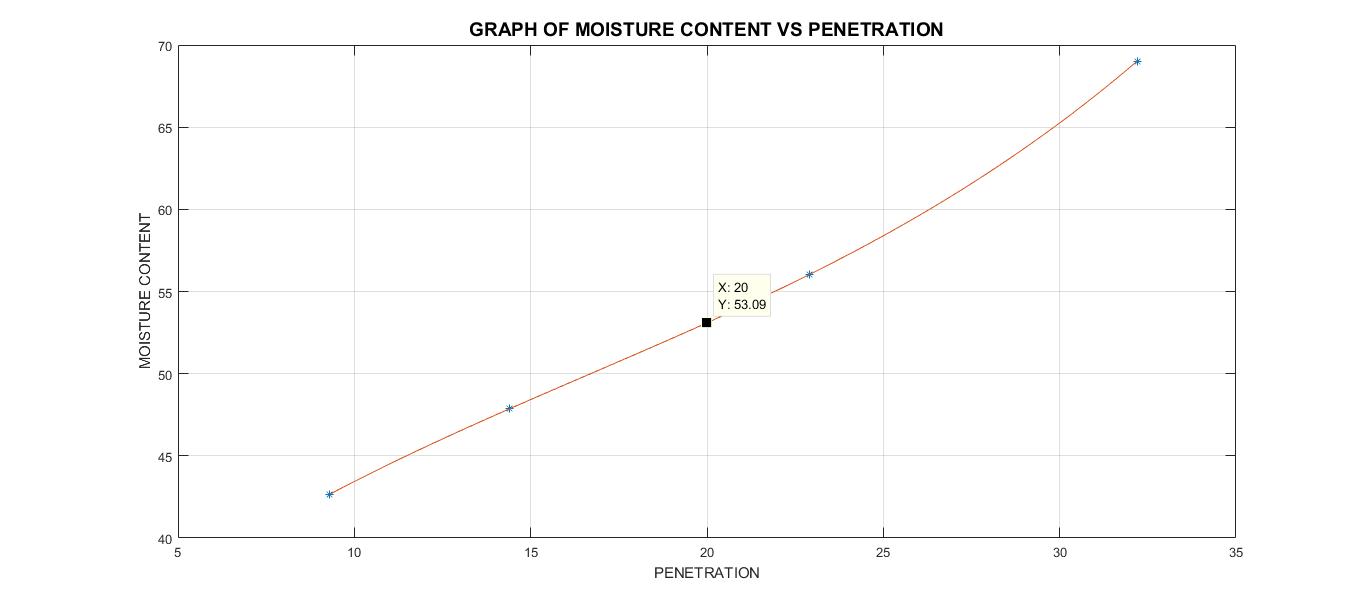 GRAPH OF MOISTURE CONTENT VS PENETRATION
70
65
60
55
50
45
40
MOISTURE CONTENT
X: 20
Y: 53.09
5 10 15 20 25 30 35
PENETRATION